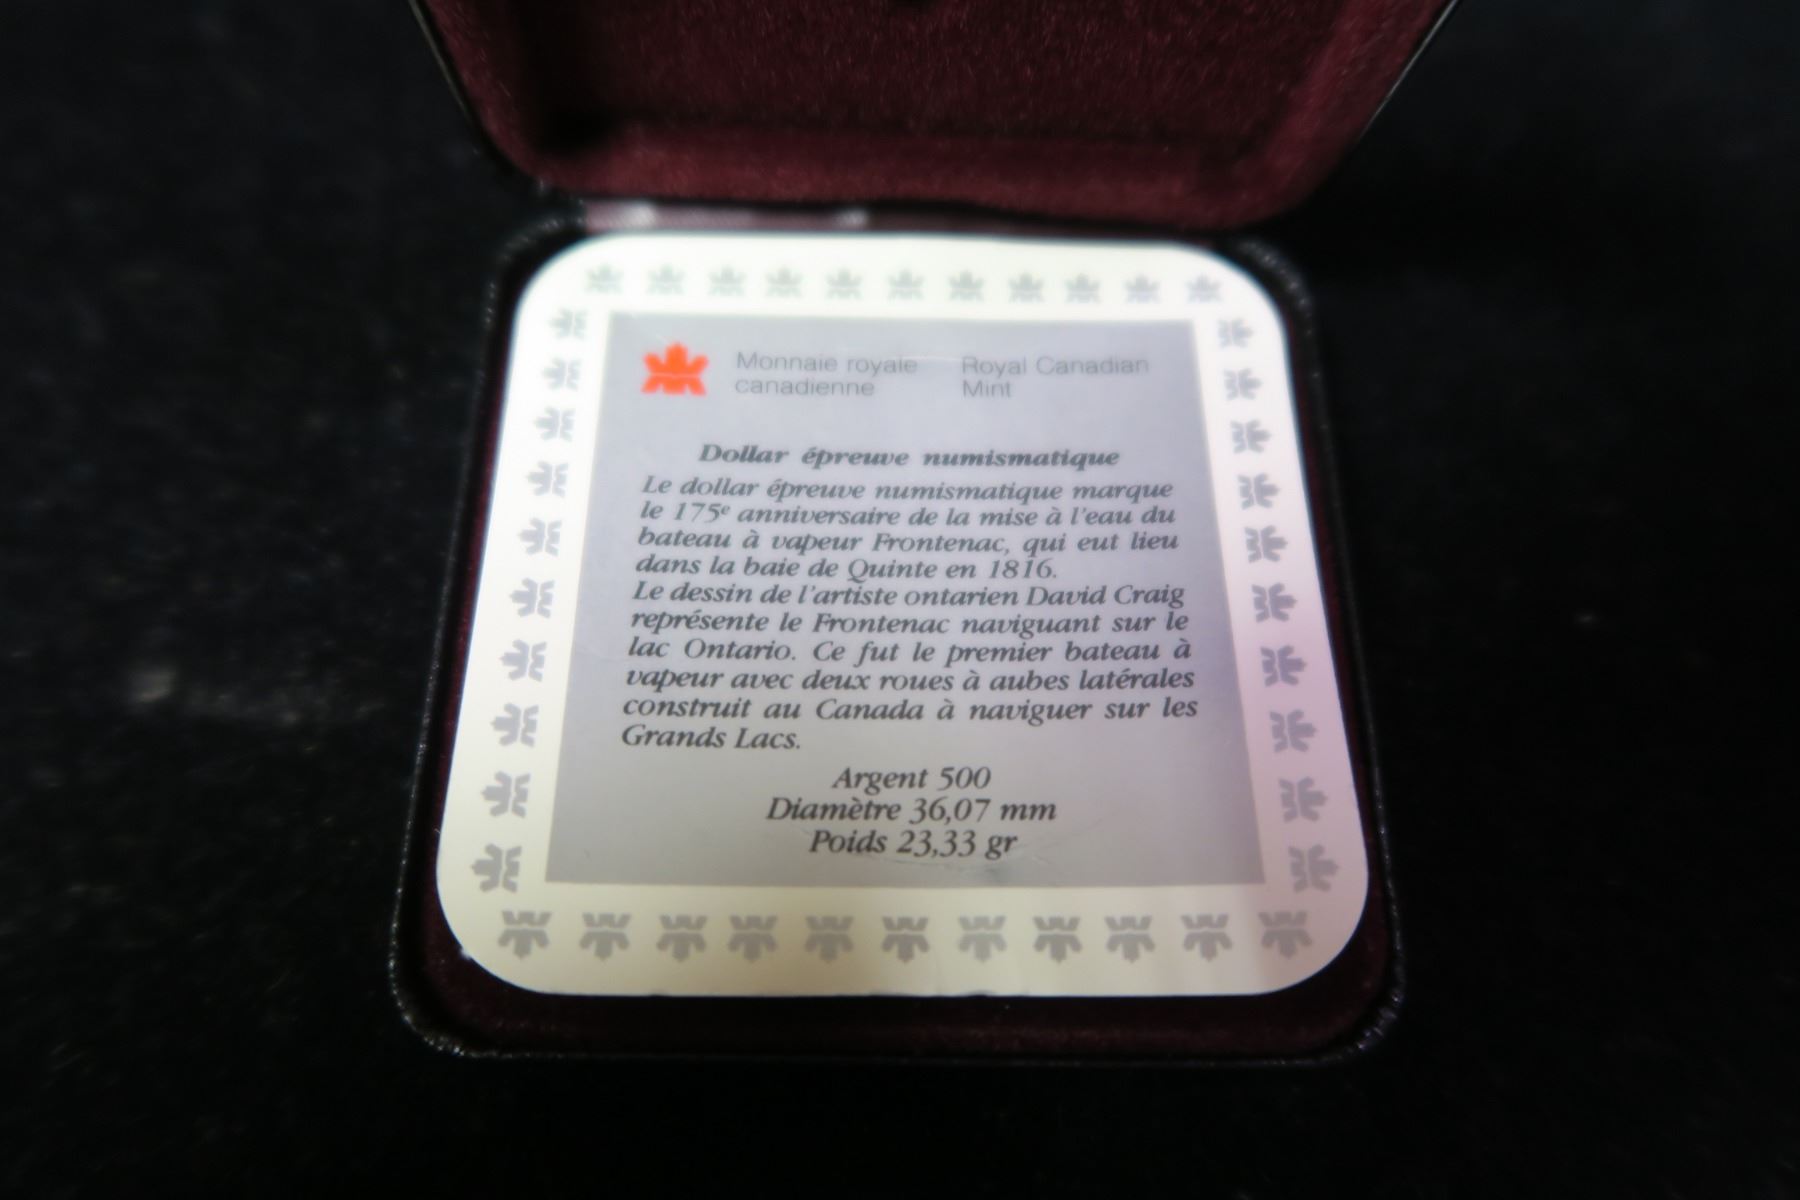 Monnaie royale canadienne
Royal Canadian Mint
Dollar épreuve numismatique
Le dollar épreuve numismatique marque
le 175e anniversaire de la mise à l'eau du
bateau à vapeur Frontenac, qui eut lieu
dans la baie de Quinte en 1816.
Le dessin de l'artiste ontarien David Craig
représente le Frontenac naviguant sur le
lac Ontario. Ce fut le premier bateau à
vapeur avec deux roues à aubes latérales
construit au Canada à naviguer sur les
Grands Lacs.
Argent 500
Diamètre 36,07 mm
Poids 23,33 gr